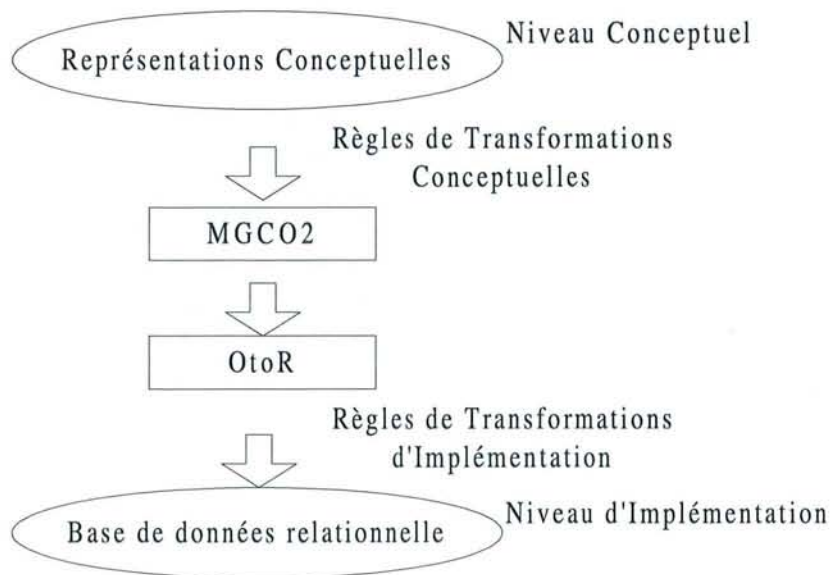 Niveau Conceptuel
Représentations Conceptuelles
Règles de Transformations
Conceptuelles
MGCO2
OtoR
Règles de Transformations
d'Implémentation
Niveau d'Implémentation
Base de données relationnelle